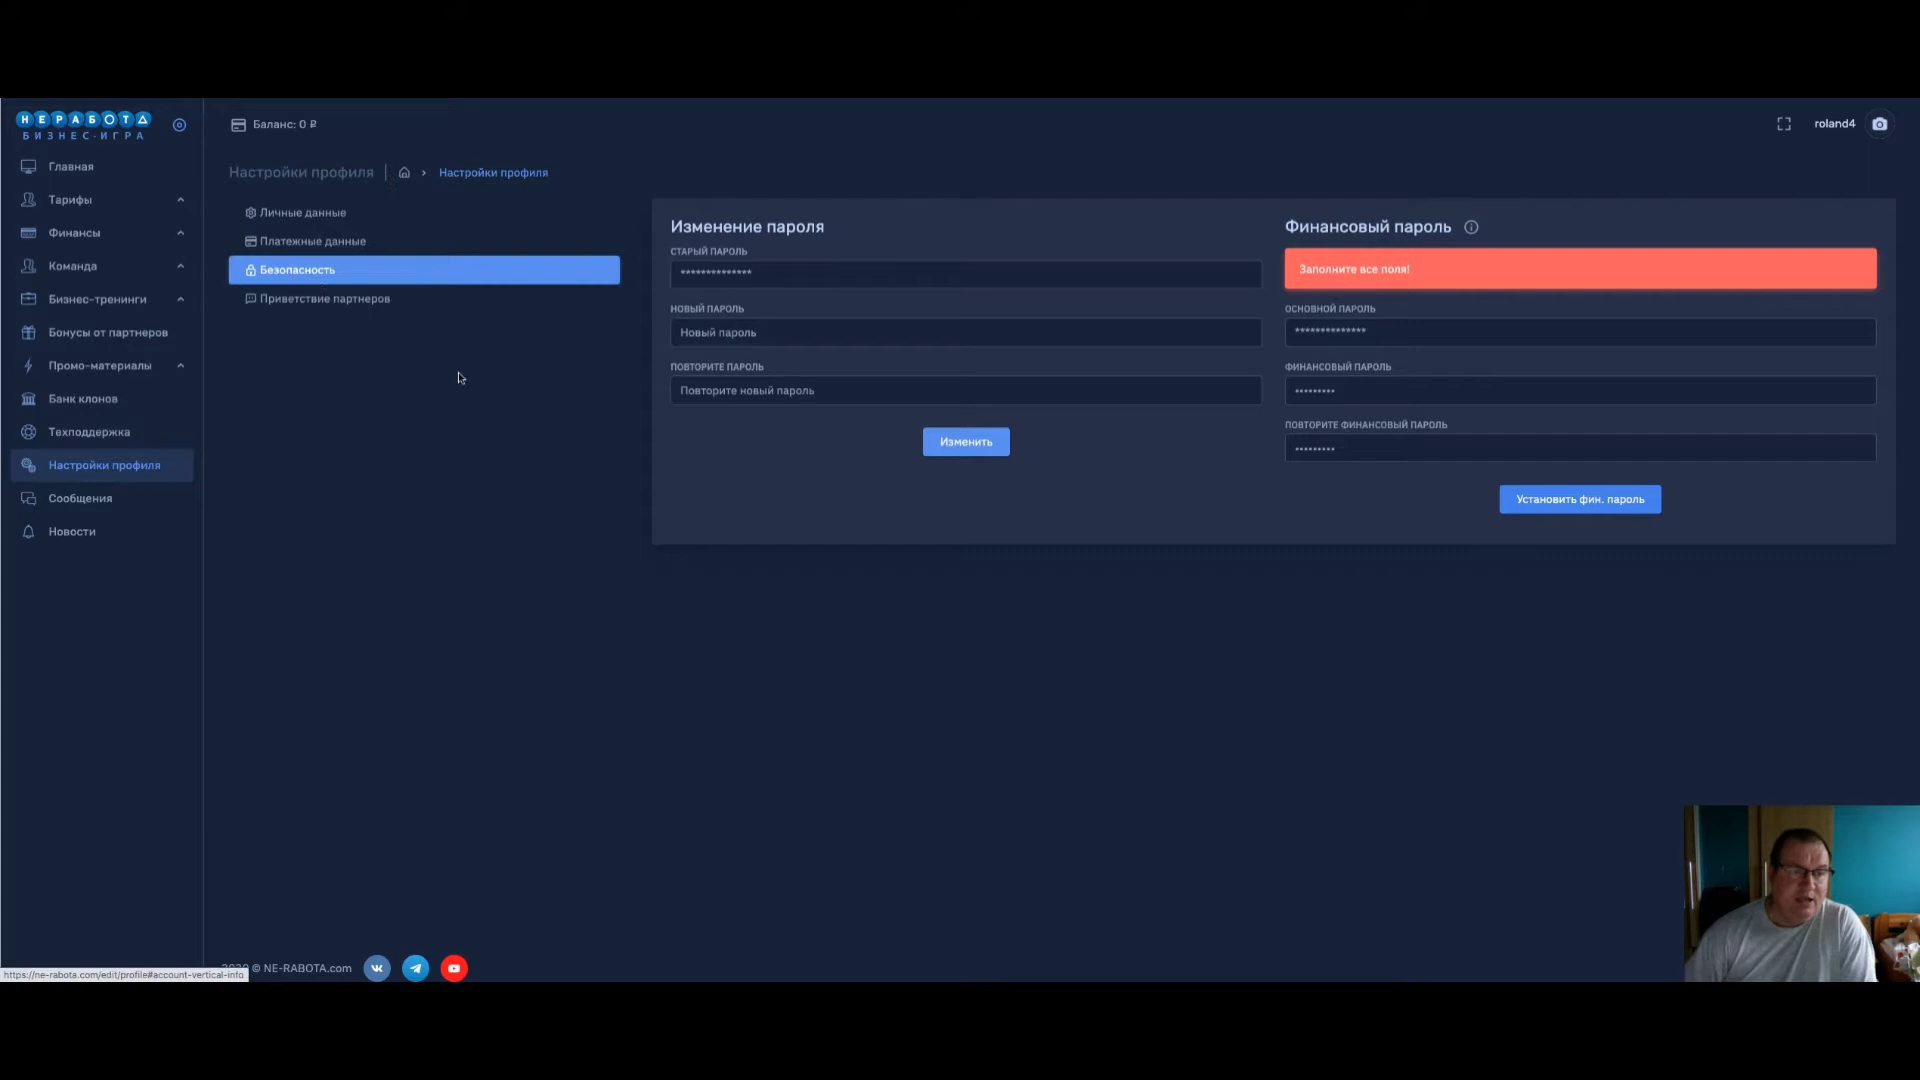 НЕРАБОТА
БИЗНЕС-ИГРА
Баланс: 0 ₽
roland4
Главная
Тарифы
Финансы
Команда
Бизнес-тренинги
Бонусы от партнеров
Промо-материалы
Банк клонов
Техподдержка
Настройки профиля
Сообщения
Новости
Настройки профиля
Настройки профиля
Личные данные
Платежные данные
Безопасность
Приветствие партнеров
Изменение пароля
СТАРЫЙ ПАРОЛЬ
**************
НОВЫЙ ПАРОЛЬ
Новый пароль
ПОВТОРИТЕ ПАРОЛЬ
Повторите новый пароль
Изменить
Финансовый пароль
Заполните все поля!
ОСНОВНОЙ ПАРОЛЬ
**************
ФИНАНСОВЫЙ ПАРОЛЬ
•••••••••
ПОВТОРИТЕ ФИНАНСОВЫЙ ПАРОЛЬ
•••••••••
Установить фин. пароль
© NE-RABOTA.com
https://ne-rabota.com/edit/profile#account-vertical-info